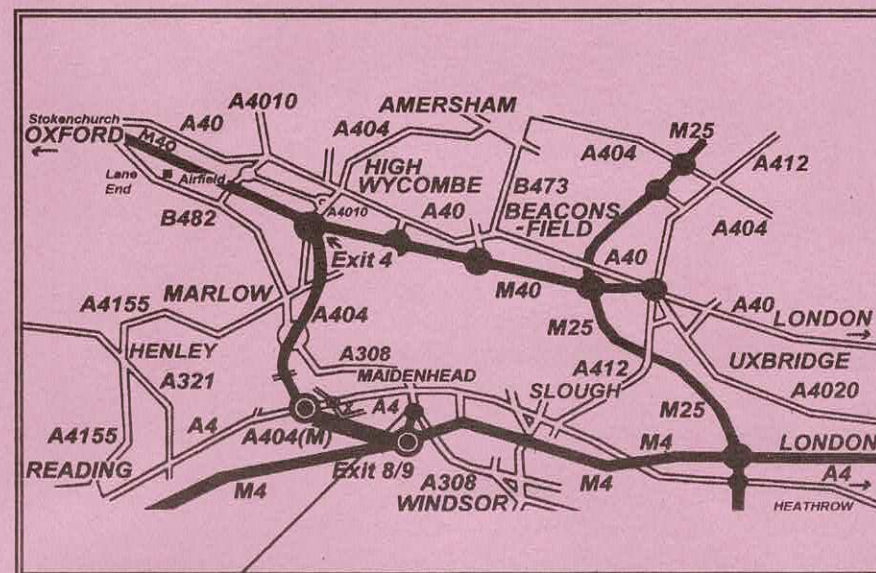 A4010
AMERSHAM
Stokenchurch
OXFORD
M40
A40
A404
M25
A404
A412
Lane
End
Airfield
HIGH
WYCOMBE
B473
B482
A4010
A40
BEACONS
-FIELD
A404
Exit 4
A40
A4155
MARLOW
M40
A40
LONDON
A404
M25
HENLEY
A308
A412
UXBRIDGE
A321
MAIDENHEAD
SLOUGH
A4020
A4
M25
A4155
A4
A404(M)
M4
LONDON
READING
Exit 8/9
A308
M4
A4
M4
WINDSOR
HEATHROW